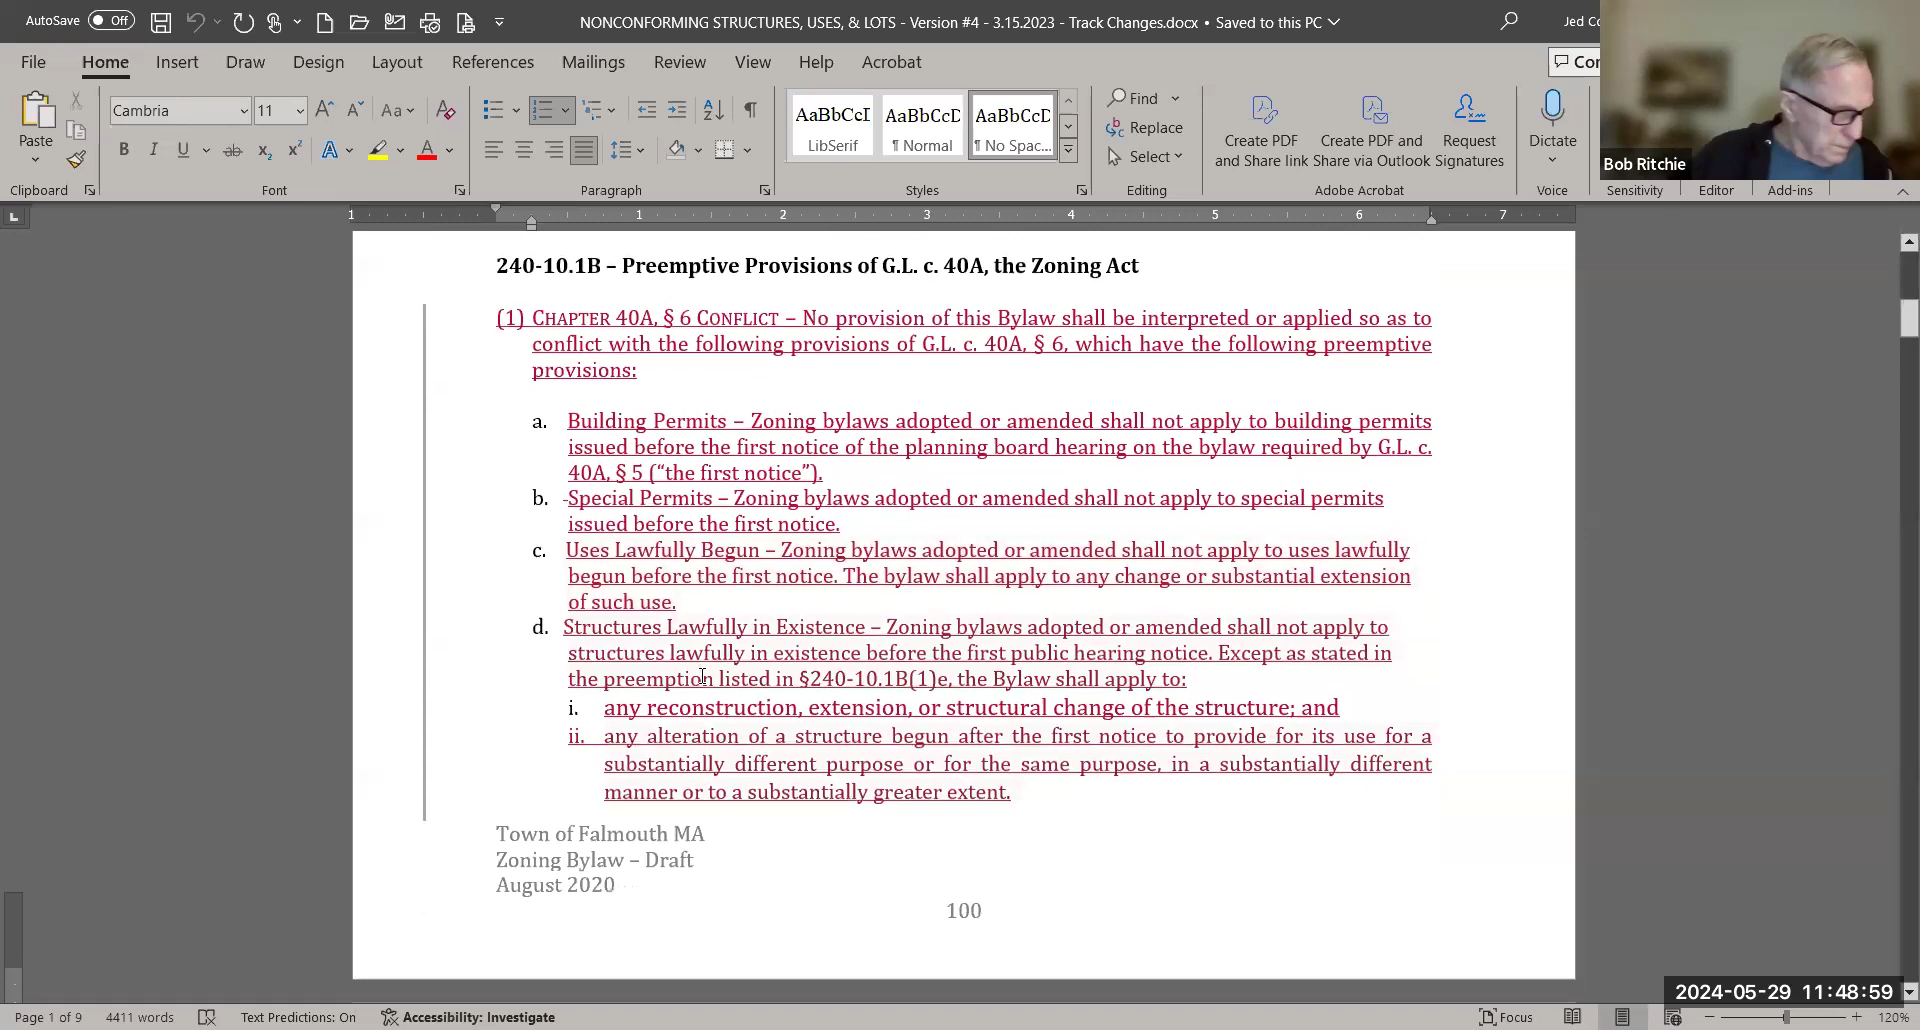 AutoSave Off NONCONFORMING STRUCTURES, USES, & LOTS - Version #4 - 3.15.2023 - Track Changes.docx • Saved to this PC Jed Co
File Home Insert Draw Design Layout References Mailings Review View Help Acrobat Con
Cambria 11 Aa
Paste
B I U ab x₂ x² A A
AaBbCcI AaBbCcD AaBbCcD
LibSerif ¶ Normal ¶ No Spac...
Find
Replace
Select
Create PDF and Share link
Create PDF and Share via Outlook
Request Signatures
Dictate
Bob Ritchie
Clipboard Font Paragraph Styles Editing Adobe Acrobat Voice Sensitivity Editor Add-ins
1 1 2 3 4 5 6 7
240-10.1B – Preemptive Provisions of G.L. c. 40A, the Zoning Act
(1) CHAPTER 40A, § 6 CONFLICT – No provision of this Bylaw shall be interpreted or applied so as to
conflict with the following provisions of G.L. c. 40A, § 6, which have the following preemptive
provisions:
a. Building Permits – Zoning bylaws adopted or amended shall not apply to building permits
issued before the first notice of the planning board hearing on the bylaw required by G.L. c.
40A, § 5 (“the first notice”).
b. -Special Permits – Zoning bylaws adopted or amended shall not apply to special permits
issued before the first notice.
c. Uses Lawfully Begun – Zoning bylaws adopted or amended shall not apply to uses lawfully
begun before the first notice. The bylaw shall apply to any change or substantial extension
of such use.
d. Structures Lawfully in Existence – Zoning bylaws adopted or amended shall not apply to
structures lawfully in existence before the first public hearing notice. Except as stated in
the preemption listed in §240-10.1B(1)e, the Bylaw shall apply to:
i. any reconstruction, extension, or structural change of the structure; and
ii. any alteration of a structure begun after the first notice to provide for its use for a
substantially different purpose or for the same purpose, in a substantially different
manner or to a substantially greater extent.
Town of Falmouth MA
Zoning Bylaw – Draft
August 2020
100
2024-05-29 11:48:59
Page 1 of 9 4411 words Text Predictions: On Accessibility: Investigate Focus 120%